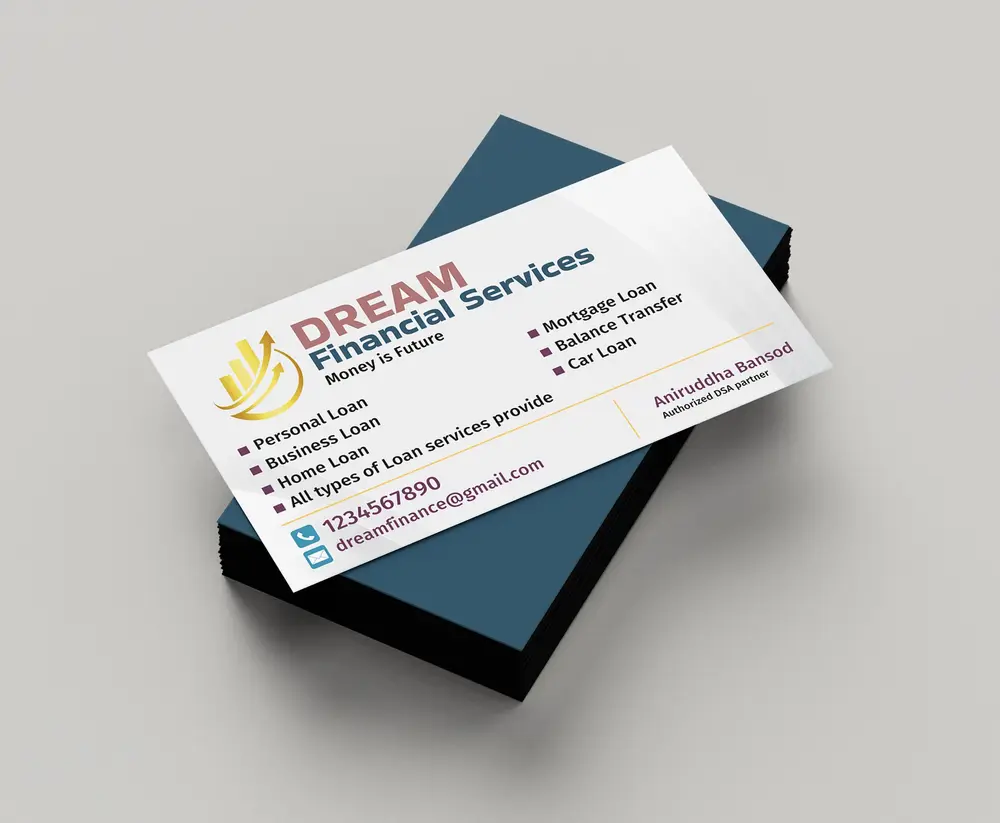 DREAM
Financial Services
Money is Future
Personal Loan
Business Loan
Home Loan
All types of Loan services provide
Mortgage Loan
Balance Transfer
Car Loan
1234567890
dreamfinance@gmail.com
Aniruddha Bansod
Authorized DSA partner